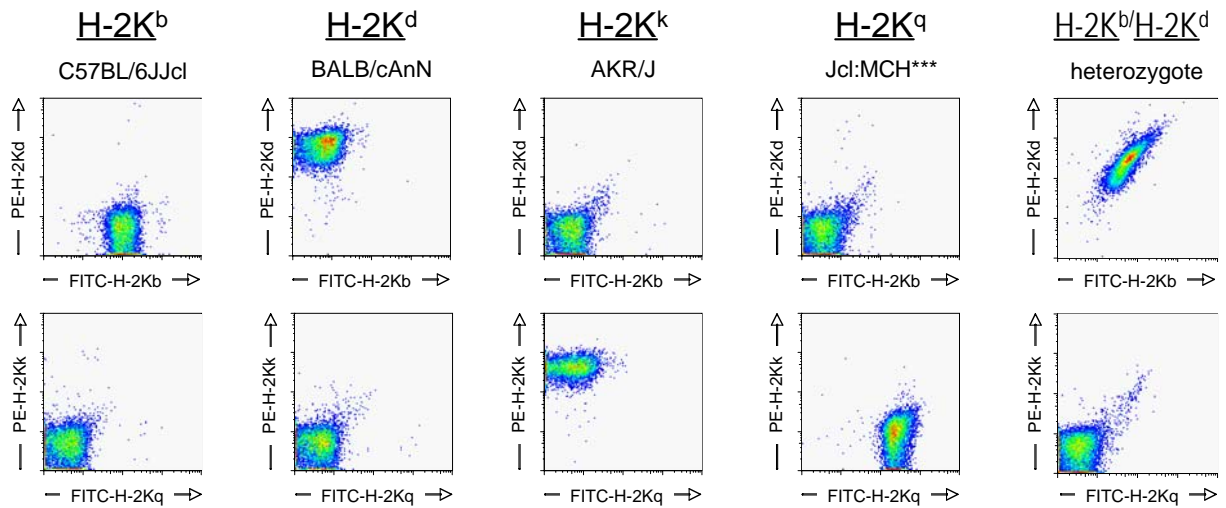 H-2Kb H-2Kd H-2Kk H-2Kq H-2Kb/H-2Kd
C57BL/6JJcl BALB/cAnN AKR/J Jcl:MCH*** heterozygote
PE-H-2Kd PE-H-2Kd PE-H-2Kd PE-H-2Kd PE-H-2Kd
FITC-H-2Kb FITC-H-2Kb FITC-H-2Kb FITC-H-2Kb FITC-H-2Kb
PE-H-2Kk PE-H-2Kk PE-H-2Kk PE-H-2Kk PE-H-2Kk
FITC-H-2Kq FITC-H-2Kq FITC-H-2Kq FITC-H-2Kq FITC-H-2Kq